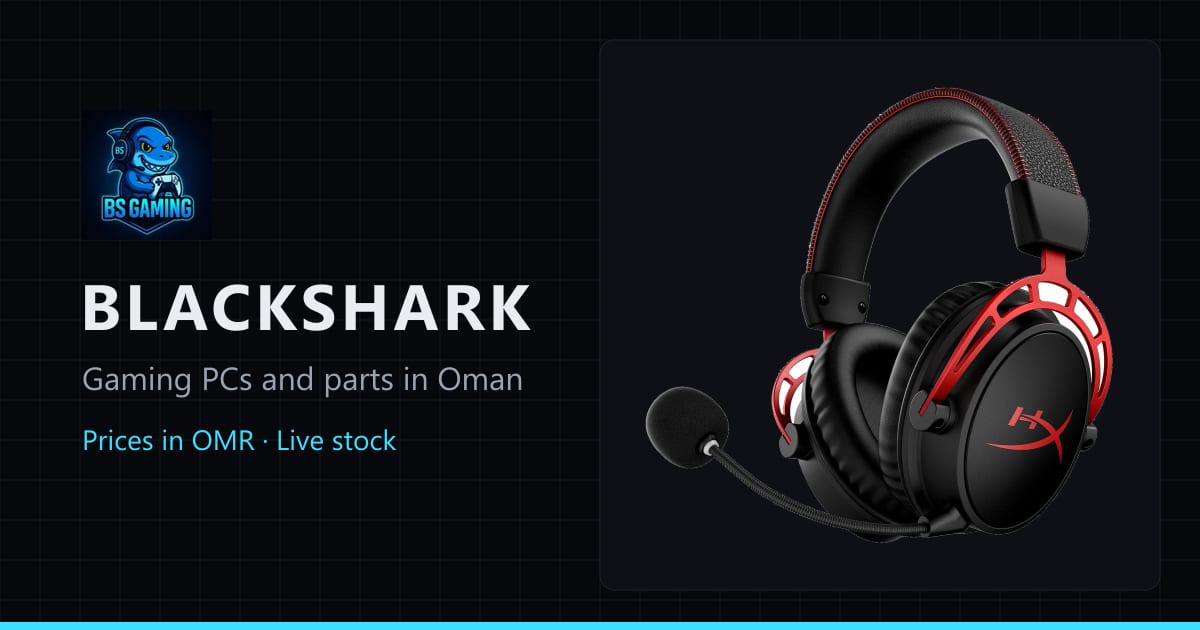 BS
BS GAMING
BLACKSHARK
Gaming PCs and parts in Oman
Prices in OMR · Live stock
HX